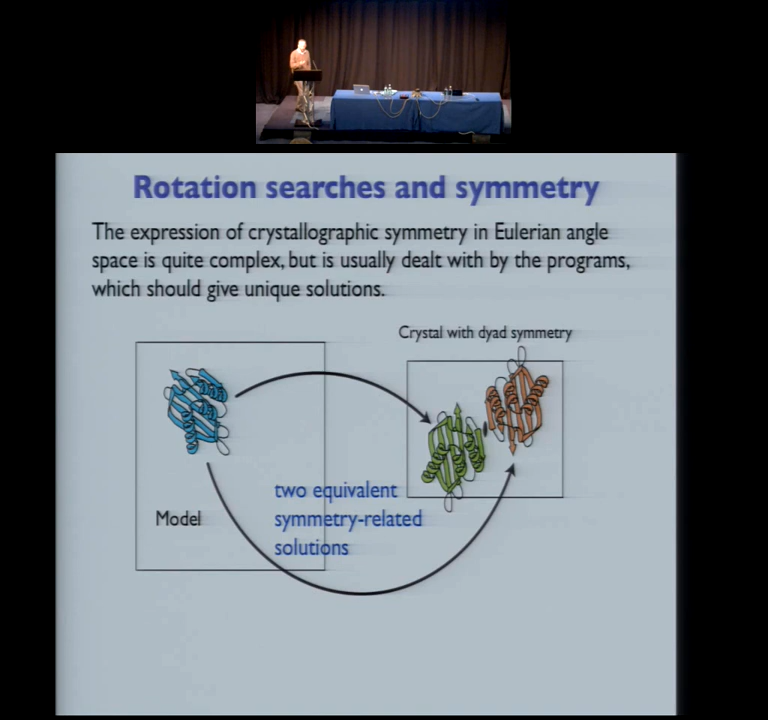 Rotation searches and symmetry
The expression of crystallographic symmetry in Eulerian angle
space is quite complex, but is usually dealt with by the programs,
which should give unique solutions.
Crystal with dyad symmetry
two equivalent
symmetry-related
solutions
Model